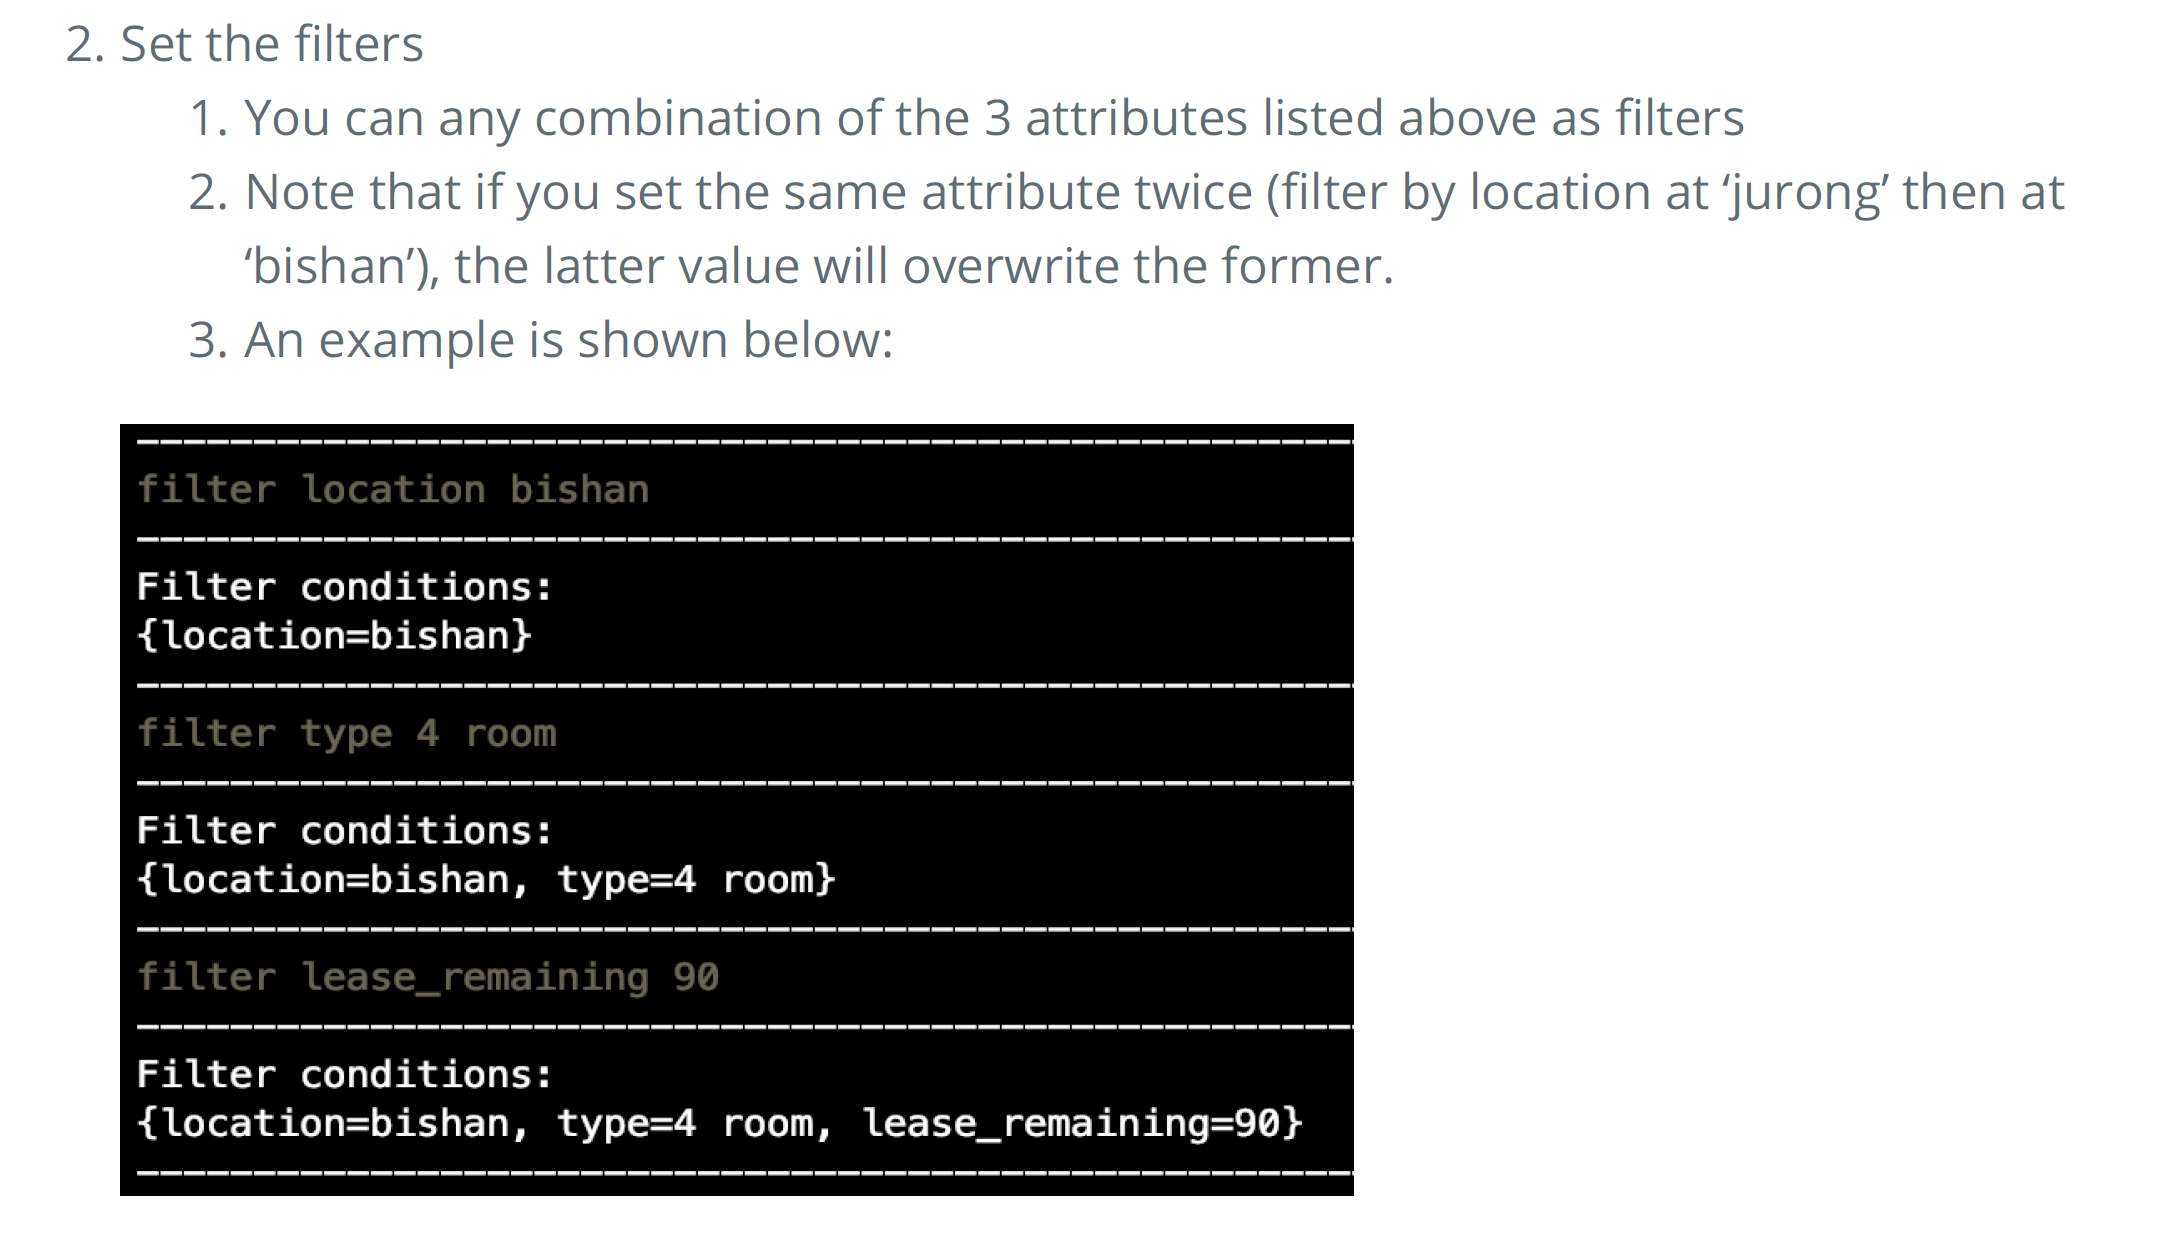 2. Set the filters
1. You can any combination of the 3 attributes listed above as filters
2. Note that if you set the same attribute twice (filter by location at ‘jurong’ then at
‘bishan’), the latter value will overwrite the former.
3. An example is shown below:
filter location bishan
Filter conditions:
{location=bishan}
filter type 4 room
Filter conditions:
{location=bishan, type=4 room}
filter lease_remaining 90
Filter conditions:
{location=bishan, type=4 room, lease_remaining=90}